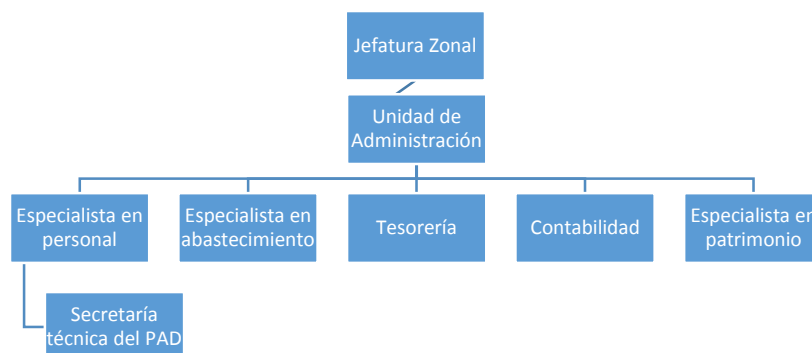 Jefatura Zonal
Unidad de
Administración
Especialista en
personal
Especialista en
abastecimiento
Tesorería
Contabilidad
Especialista en
patrimonio
Secretaría
técnica del PAD